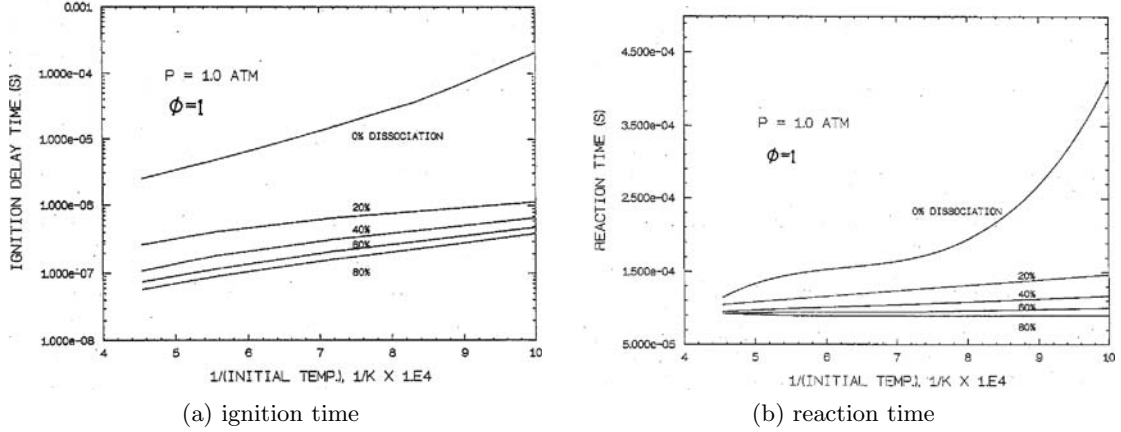 0.001
1.000e-04
1.000e-05
1.000e-06
1.000e-07
1.000e-08
IGNITION DELAY TIME (S)
P = 1.0 ATM
Φ=1
0% DISSOCIATION
20%
40%
60%
80%
4 5 6 7 8 9 10
1/(INITIAL TEMP.), 1/K X 1.E4
(a) ignition time
4.500e-04
3.500e-04
2.500e-04
1.500e-04
5.000e-05
REACTION TIME (S)
P = 1.0 ATM
Φ=1
0% DISSOCIATION
20%
40%
60%
80%
4 5 6 7 8 9 10
1/(INITIAL TEMP.), 1/K X 1.E4
(b) reaction time